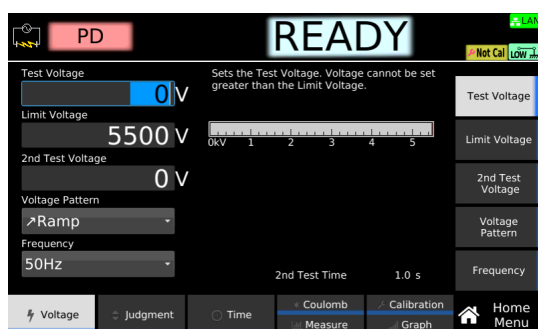 PD
READY
LAN
Not Cal
LOW
Test Voltage
0 V
Limit Voltage
5500 V
2nd Test Voltage
0 V
Voltage Pattern
↗Ramp
Frequency
50Hz
Sets the Test Voltage. Voltage cannot be set
greater than the Limit Voltage.
0kV 1 2 3 4 5
2nd Test Time 1.0 s
Test Voltage
Limit Voltage
2nd Test
Voltage
Voltage
Pattern
Frequency
Voltage
Judgment
Time
Coulomb
Measure
Calibration
Graph
Home
Menu